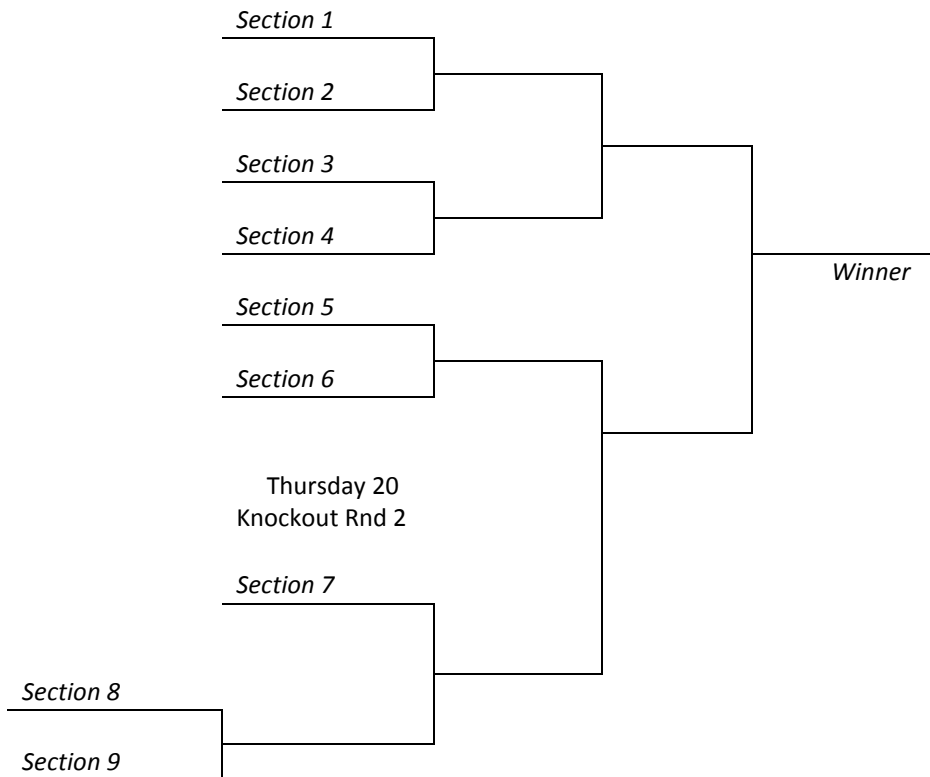 Section 1
Section 2
Section 3
Section 4
Winner
Section 5
Section 6
Thursday 20
Knockout Rnd 2
Section 7
Section 8
Section 9